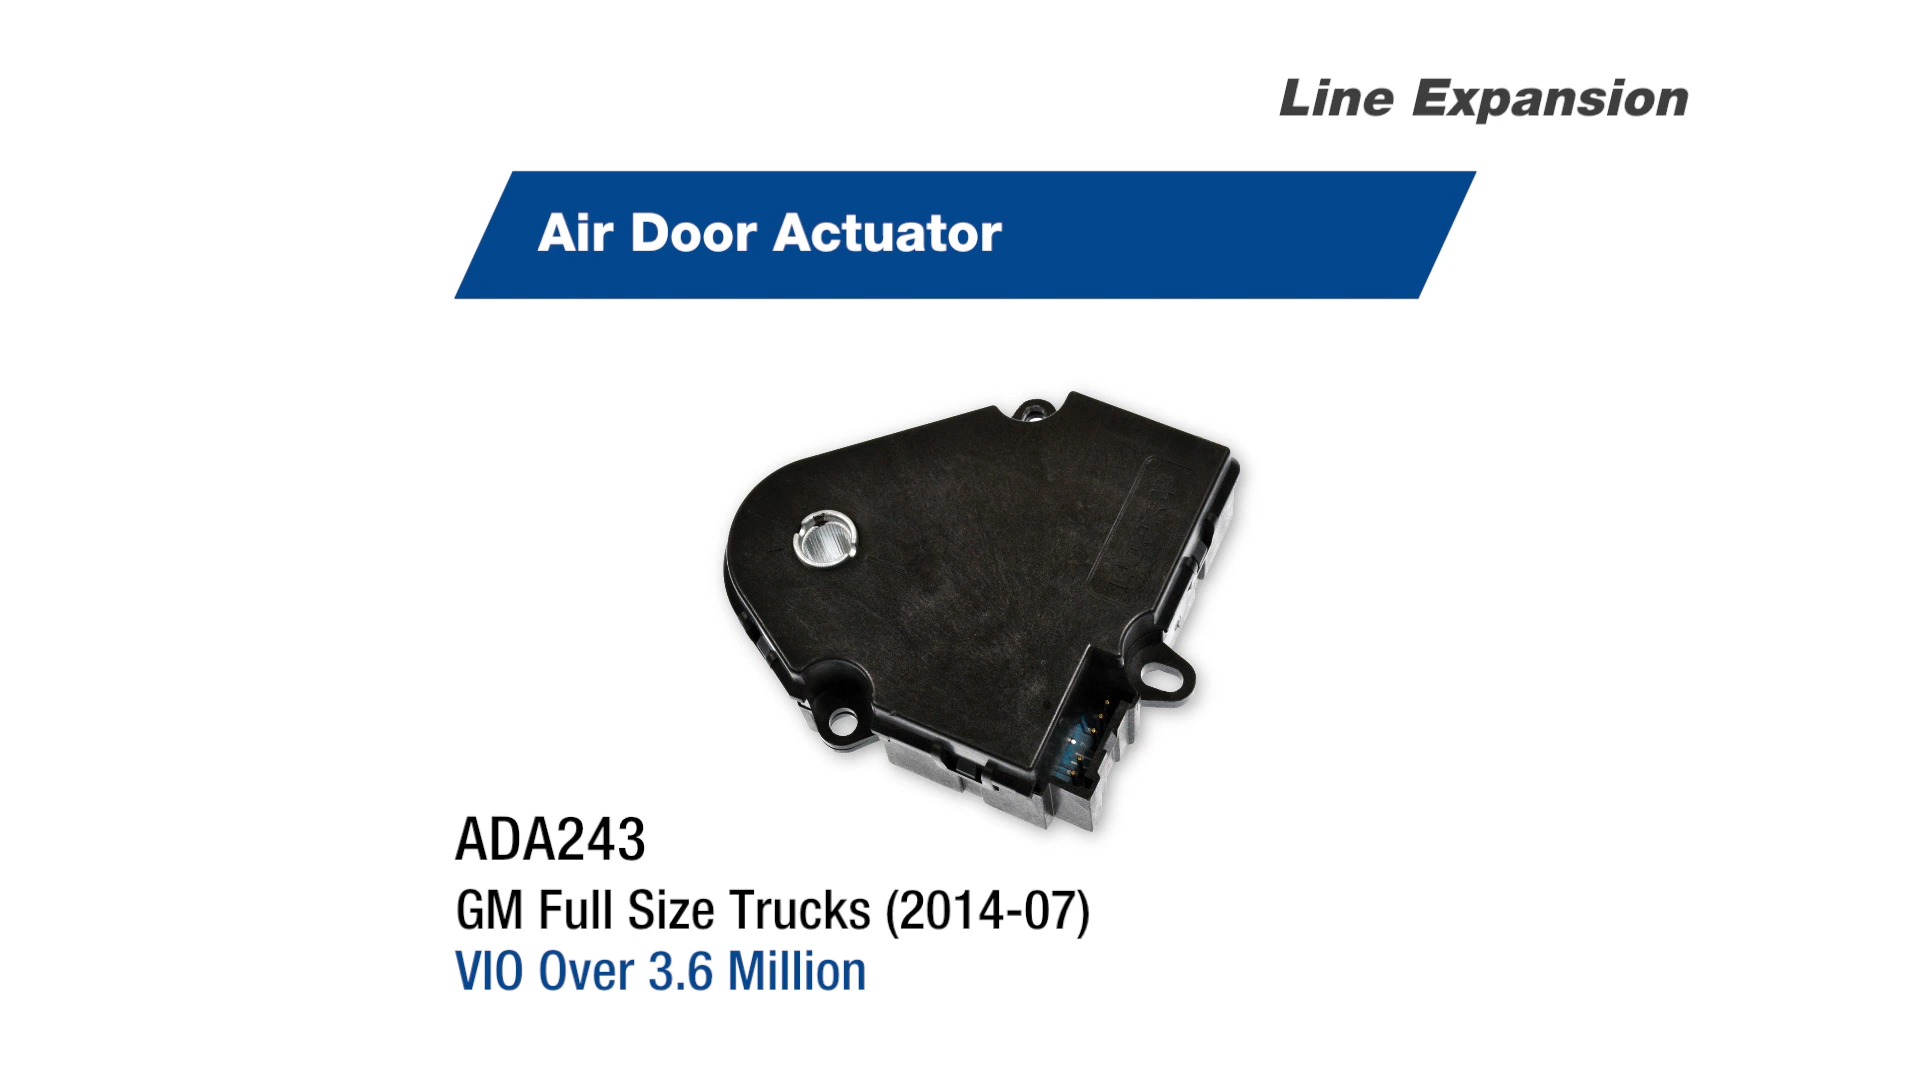 Line Expansion
Air Door Actuator
ADA243
GM Full Size Trucks (2014-07)
VIO Over 3.6 Million